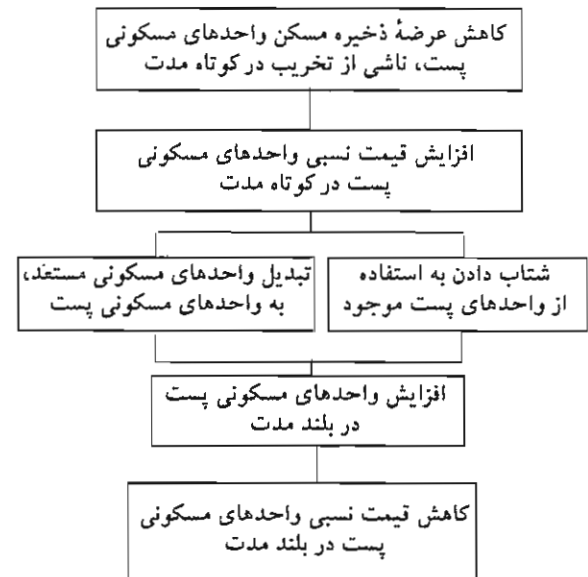 کاهش عرضهٔ ذخیره مسکن واحدهای مسکونی
پست، ناشی از تخریب در کوتاه مدت
افزایش قیمت نسبی واحدهای مسکونی
پست در کوتاه مدت
شتاب دادن به استفاده
از واحدهای پست موجود
تبدیل واحدهای مسکونی مستعد،
به واحدهای مسکونی پست
افزایش واحدهای مسکونی پست
در بلند مدت
کاهش قیمت نسبی واحدهای مسکونی
پست در بلند مدت